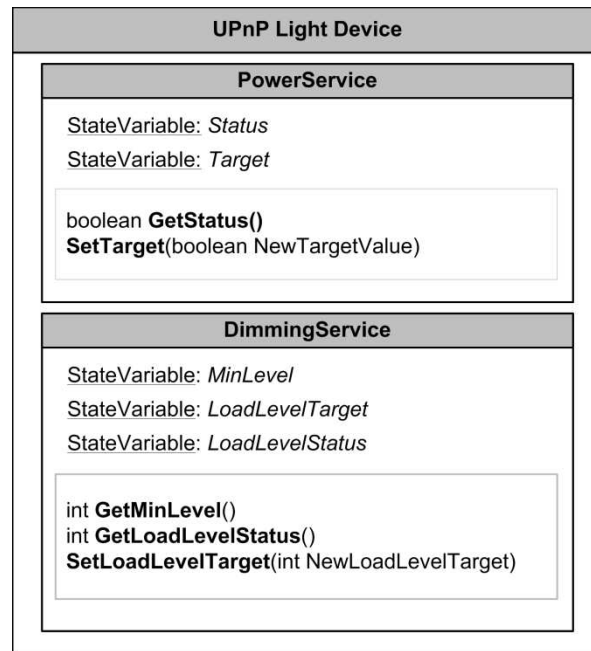 UPnP Light Device
PowerService
StateVariable: Status
StateVariable: Target
boolean GetStatus()
SetTarget(boolean NewTargetValue)
DimmingService
StateVariable: MinLevel
StateVariable: LoadLevelTarget
StateVariable: LoadLevelStatus
int GetMinLevel()
int GetLoadLevelStatus()
SetLoadLevelTarget(int NewLoadLevelTarget)